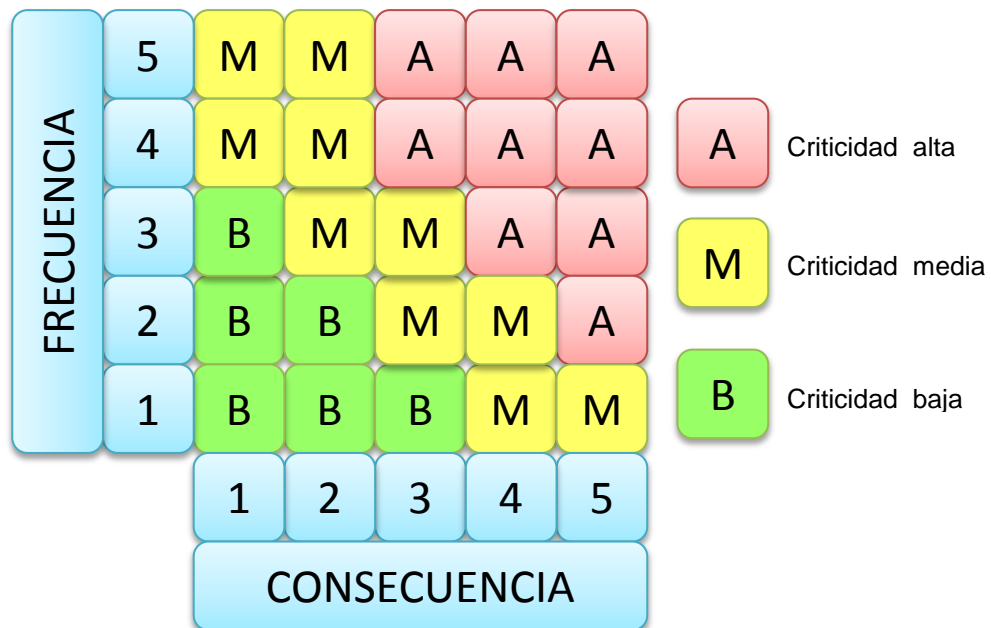 FRECUENCIA
5 M M A A A
4 M M A A A
3 B M M A A
2 B B M M A
1 B B B M M
1 2 3 4 5
CONSECUENCIA
A Criticidad alta
M Criticidad media
B Criticidad baja